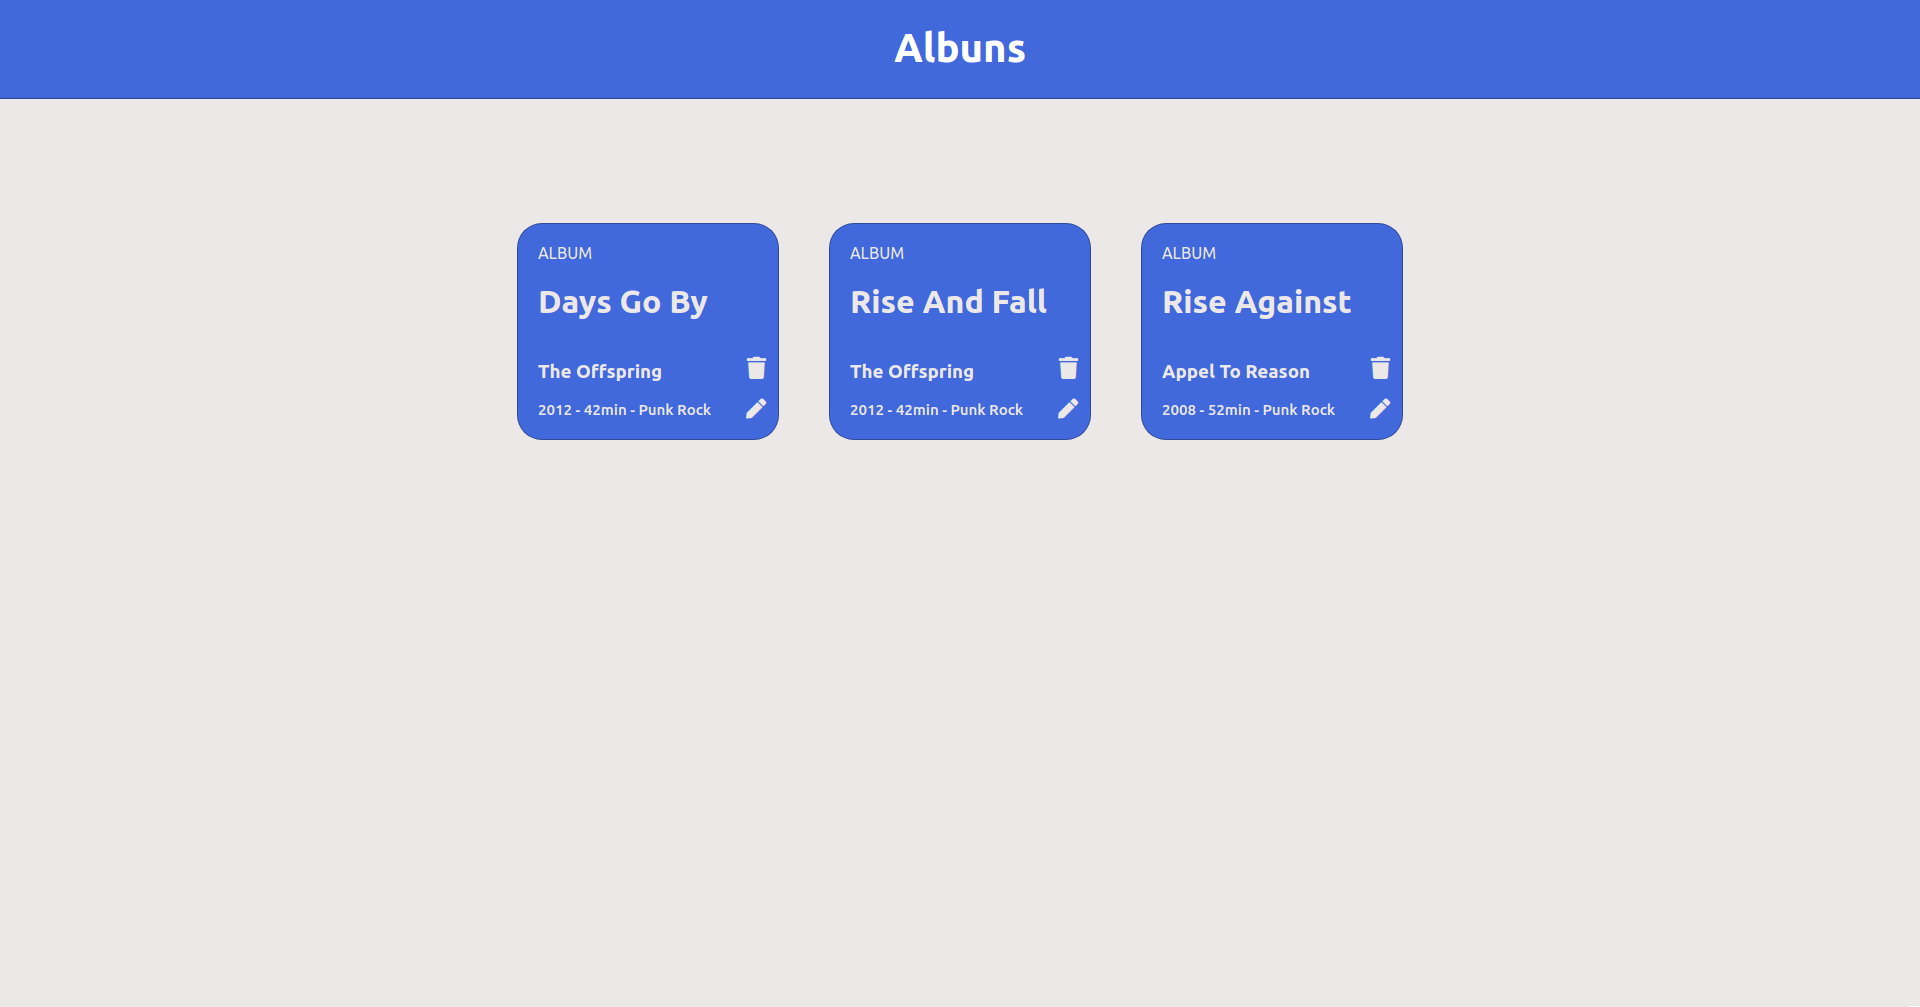 Albuns
ALBUM
Days Go By
The Offspring
2012 - 42min - Punk Rock
ALBUM
Rise And Fall
The Offspring
2012 - 42min - Punk Rock
ALBUM
Rise Against
Appel To Reason
2008 - 52min - Punk Rock